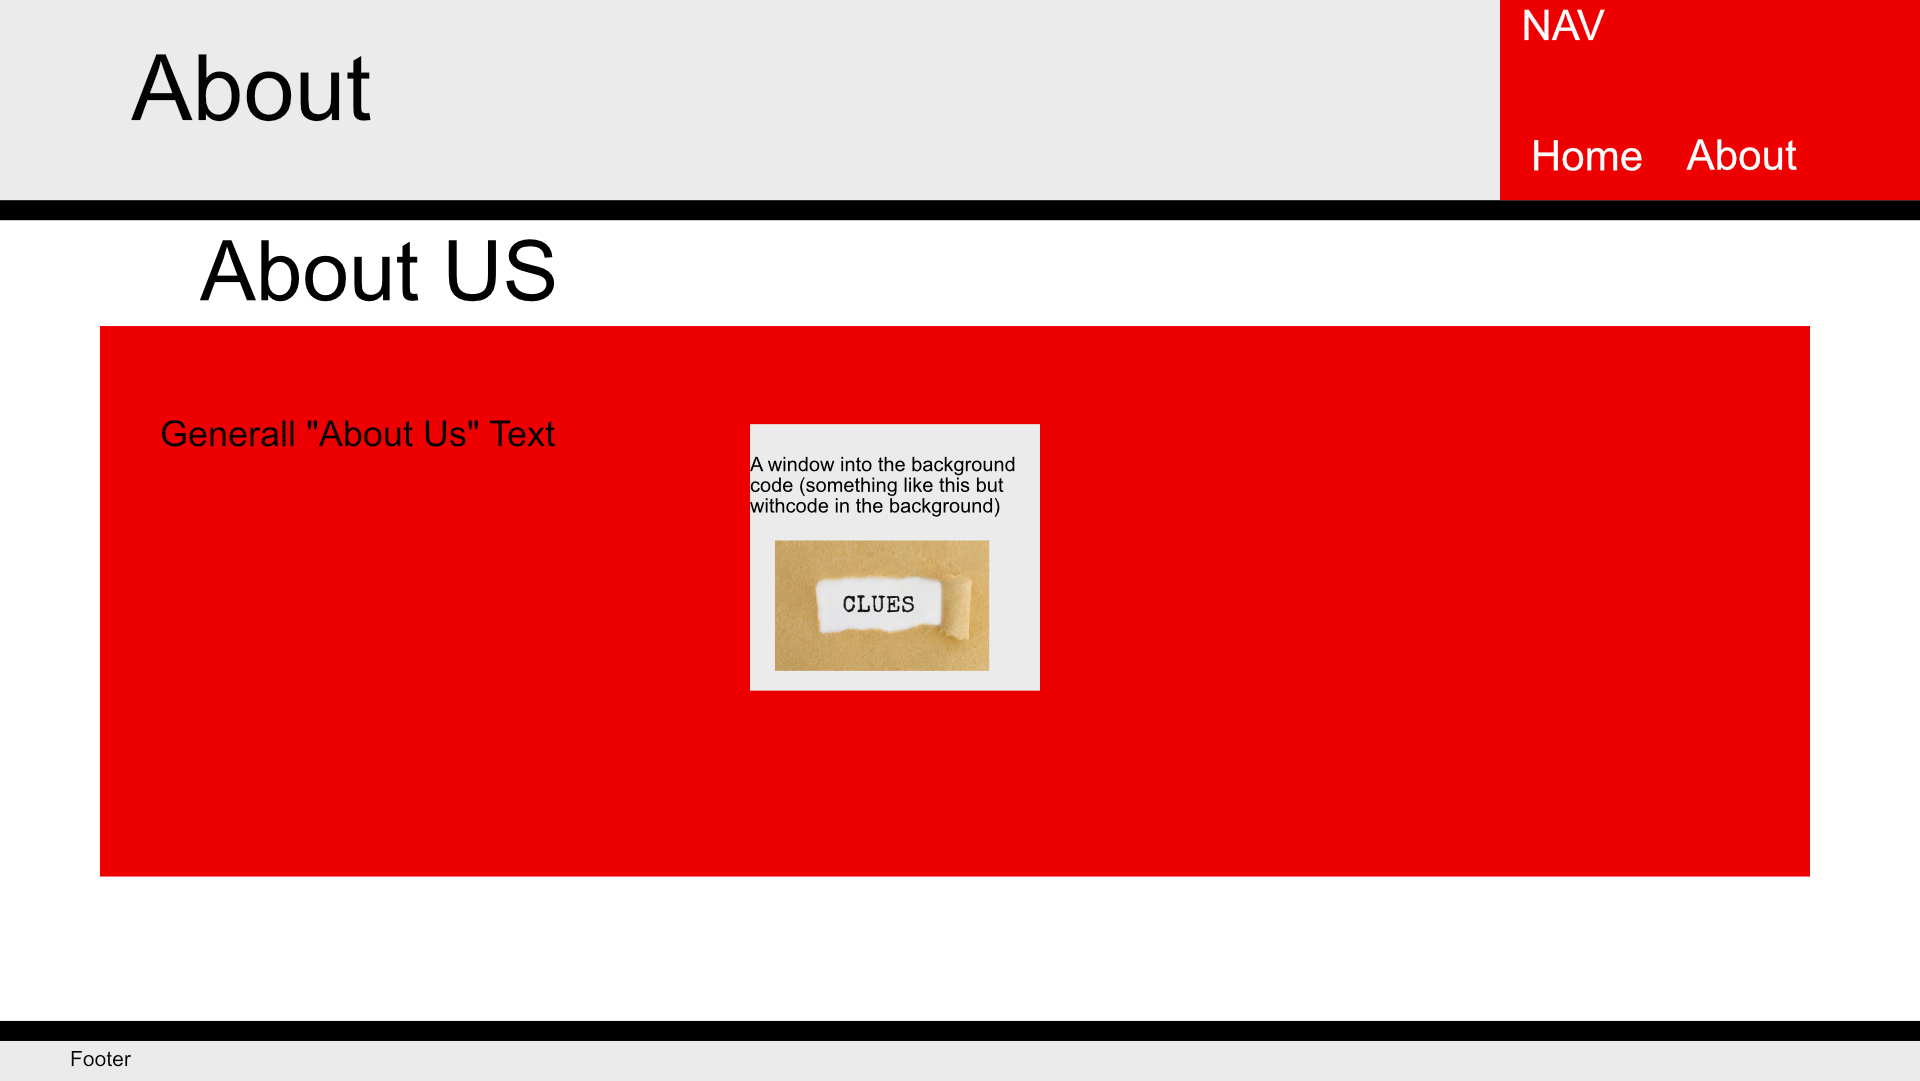 About
NAV
Home
About
About US
Generall "About Us" Text
A window into the background
code (something like this but
withcode in the background)
CLUES
Footer